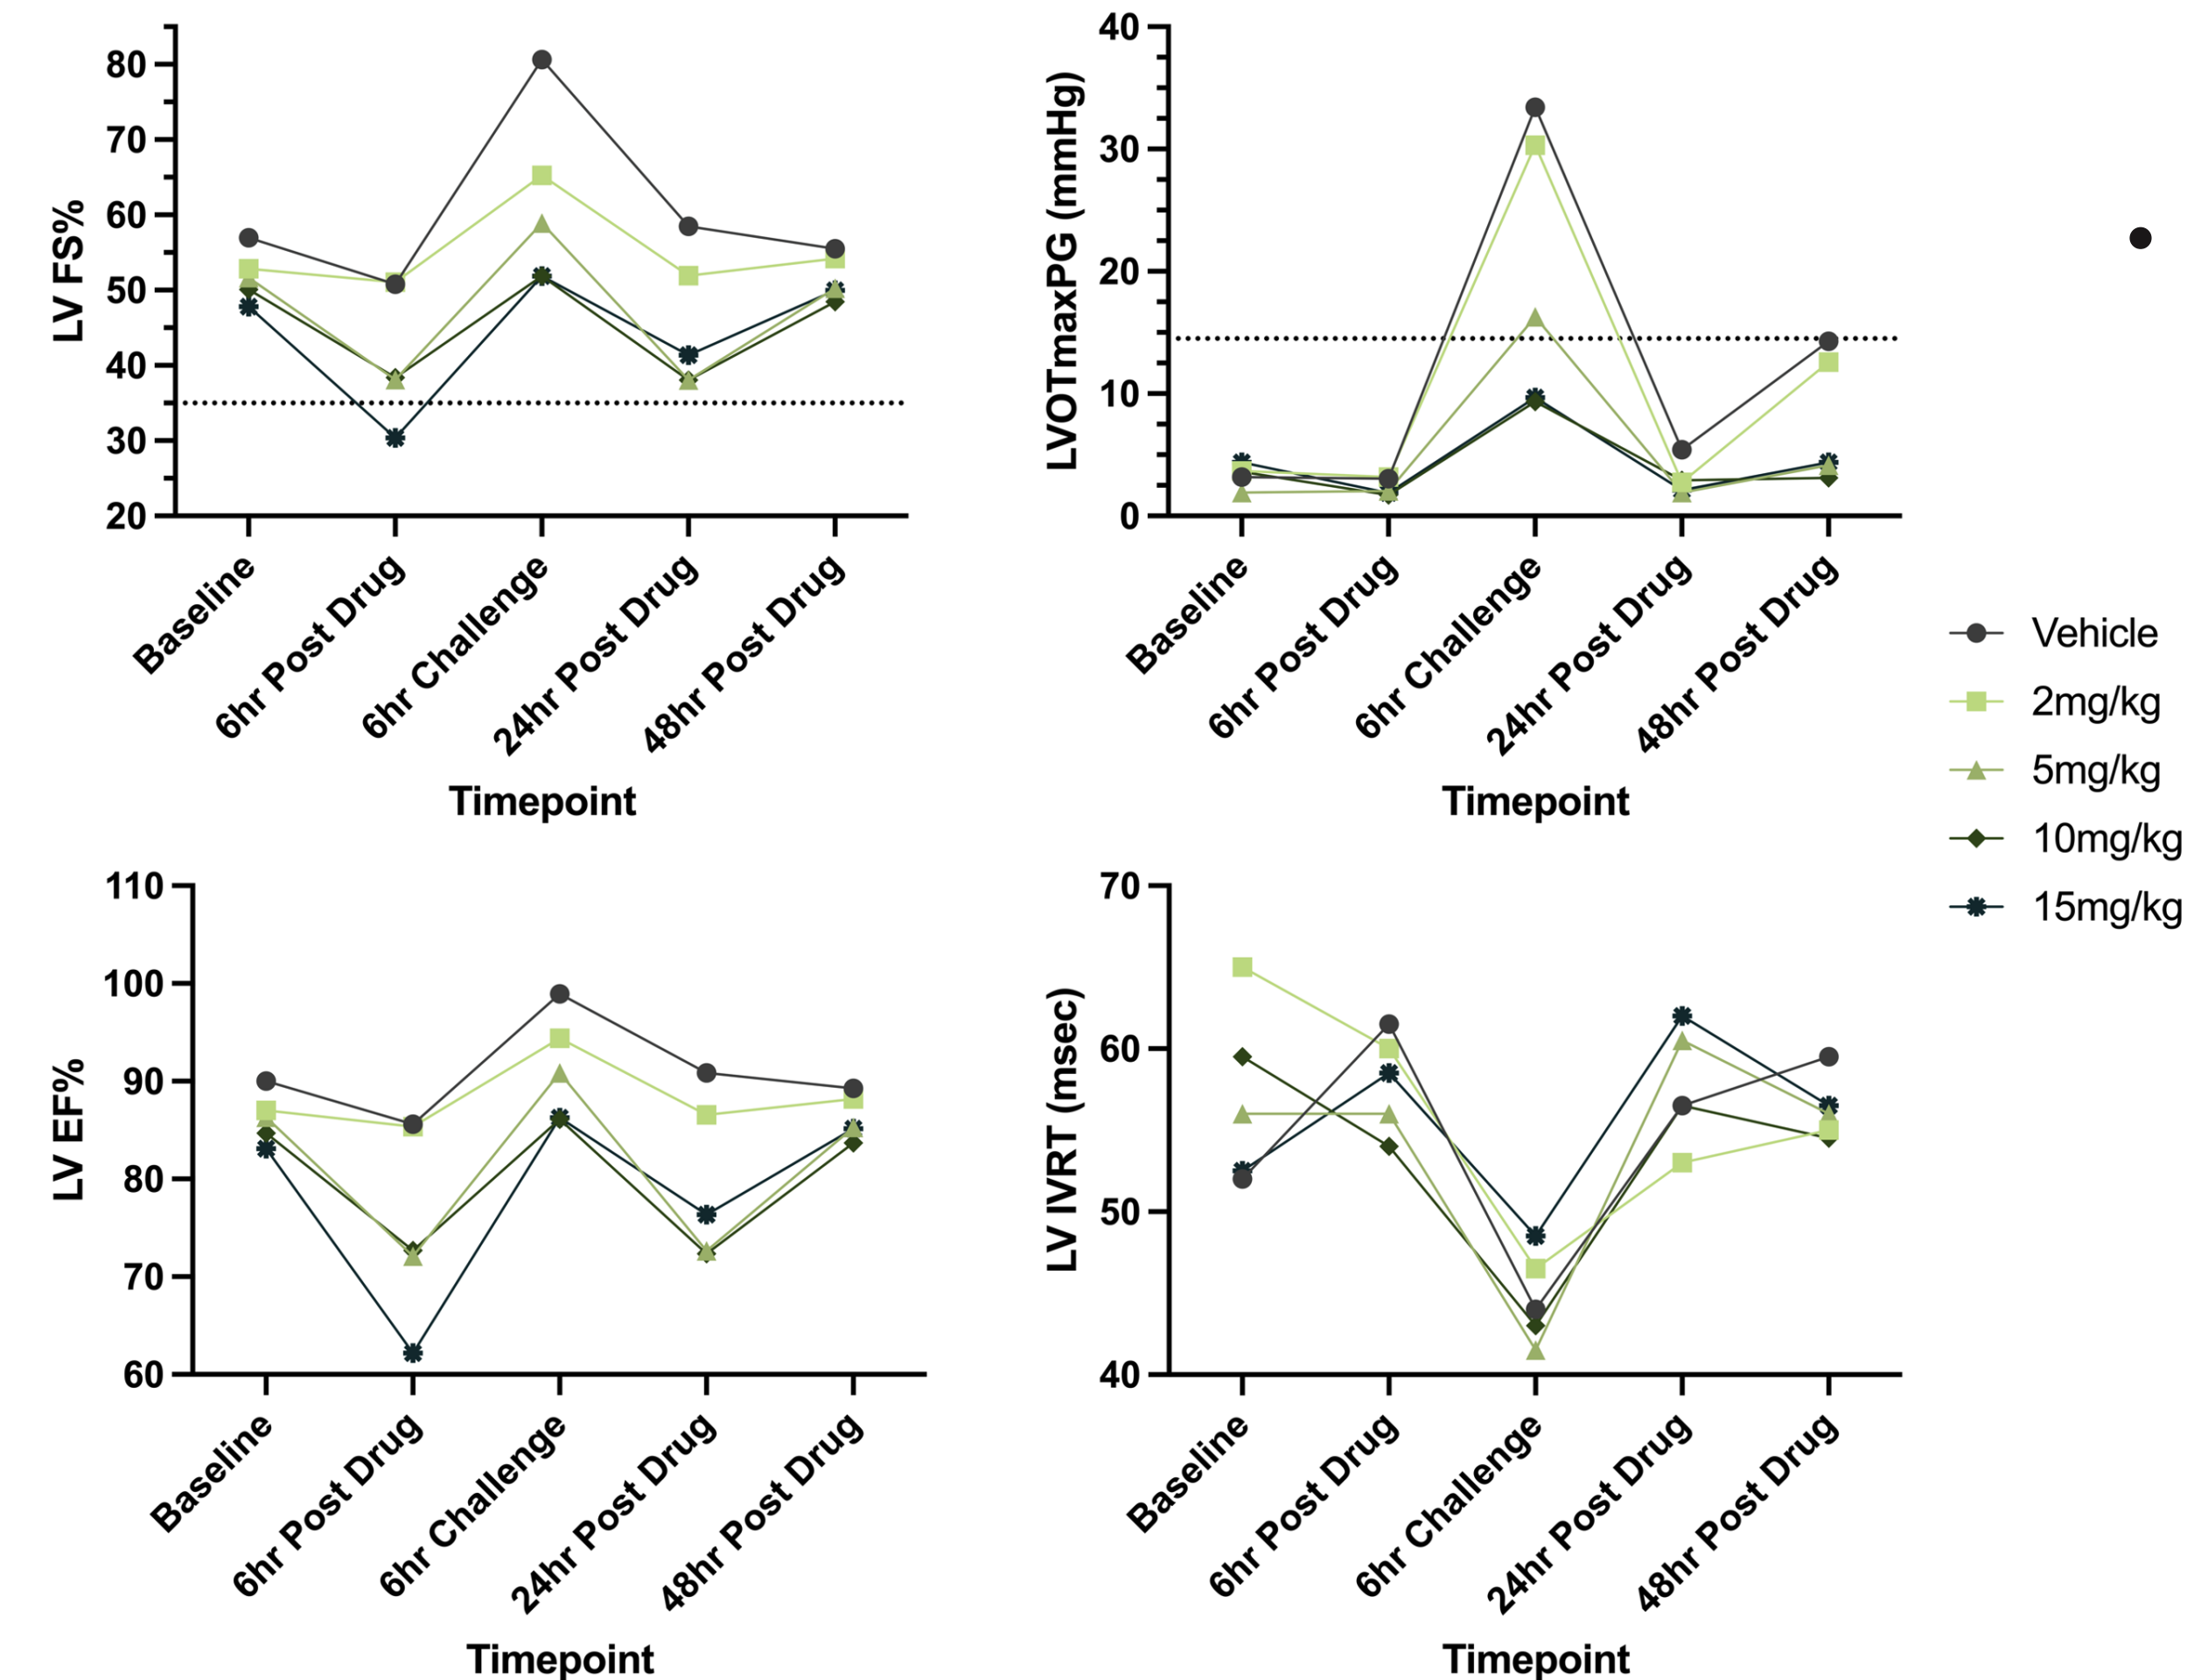 LV FS%
80
70
60
50
40
30
20
Baseline
6hr Post Drug
6hr Challenge
24hr Post Drug
48hr Post Drug
Timepoint
LVOTmaxPG (mmHg)
40
30
20
10
0
Baseline
6hr Post Drug
6hr Challenge
24hr Post Drug
48hr Post Drug
Timepoint
Vehicle
2mg/kg
5mg/kg
10mg/kg
15mg/kg
LV EF%
110
100
90
80
70
60
Baseline
6hr Post Drug
6hr Challenge
24hr Post Drug
48hr Post Drug
Timepoint
LV IVRT (msec)
70
60
50
40
Baseline
6hr Post Drug
6hr Challenge
24hr Post Drug
48hr Post Drug
Timepoint